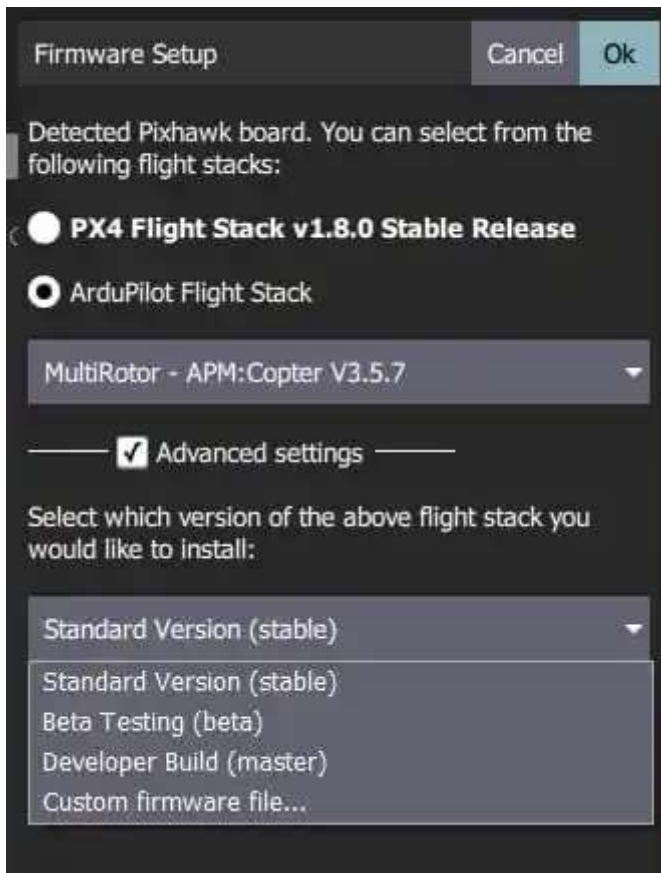 Firmware Setup
Cancel
Ok
Detected Pixhawk board. You can select from the
following flight stacks:
PX4 Flight Stack v1.8.0 Stable Release
ArduPilot Flight Stack
MultiRotor - APM:Copter V3.5.7
Advanced settings
Select which version of the above flight stack you
would like to install:
Standard Version (stable)
Standard Version (stable)
Beta Testing (beta)
Developer Build (master)
Custom firmware file...